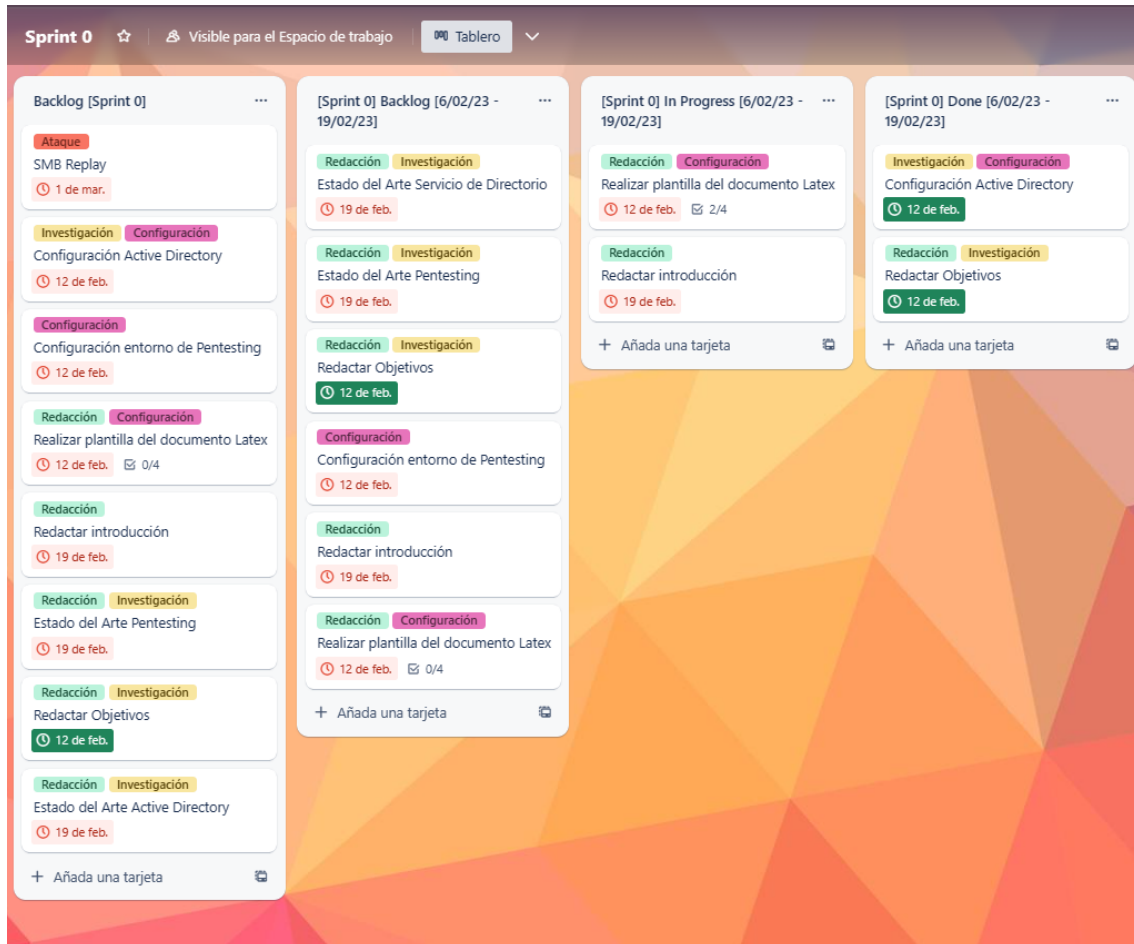 Sprint 0
Visible para el Espacio de trabajo
Tablero
Backlog [Sprint 0]
Ataque
SMB Replay
1 de mar.
Investigación Configuración
Configuración Active Directory
12 de feb.
Configuración
Configuración entorno de Pentesting
12 de feb.
Redacción Configuración
Realizar plantilla del documento Latex
12 de feb. 0/4
Redacción
Redactar introducción
19 de feb.
Redacción Investigación
Estado del Arte Pentesting
19 de feb.
Redacción Investigación
Redactar Objetivos
12 de feb.
Redacción Investigación
Estado del Arte Active Directory
19 de feb.
Añada una tarjeta
[Sprint 0] Backlog [6/02/23 -
19/02/23]
Redacción Investigación
Estado del Arte Servicio de Directorio
19 de feb.
Redacción Investigación
Estado del Arte Pentesting
19 de feb.
Redacción Investigación
Redactar Objetivos
12 de feb.
Configuración
Configuración entorno de Pentesting
12 de feb.
Redacción
Redactar introducción
19 de feb.
Redacción Configuración
Realizar plantilla del documento Latex
12 de feb. 0/4
Añada una tarjeta
[Sprint 0] In Progress [6/02/23 -
19/02/23]
Redacción Configuración
Realizar plantilla del documento Latex
12 de feb. 2/4
Redacción
Redactar introducción
19 de feb.
Añada una tarjeta
[Sprint 0] Done [6/02/23 -
19/02/23]
Investigación Configuración
Configuración Active Directory
12 de feb.
Redacción Investigación
Redactar Objetivos
12 de feb.
Añada una tarjeta